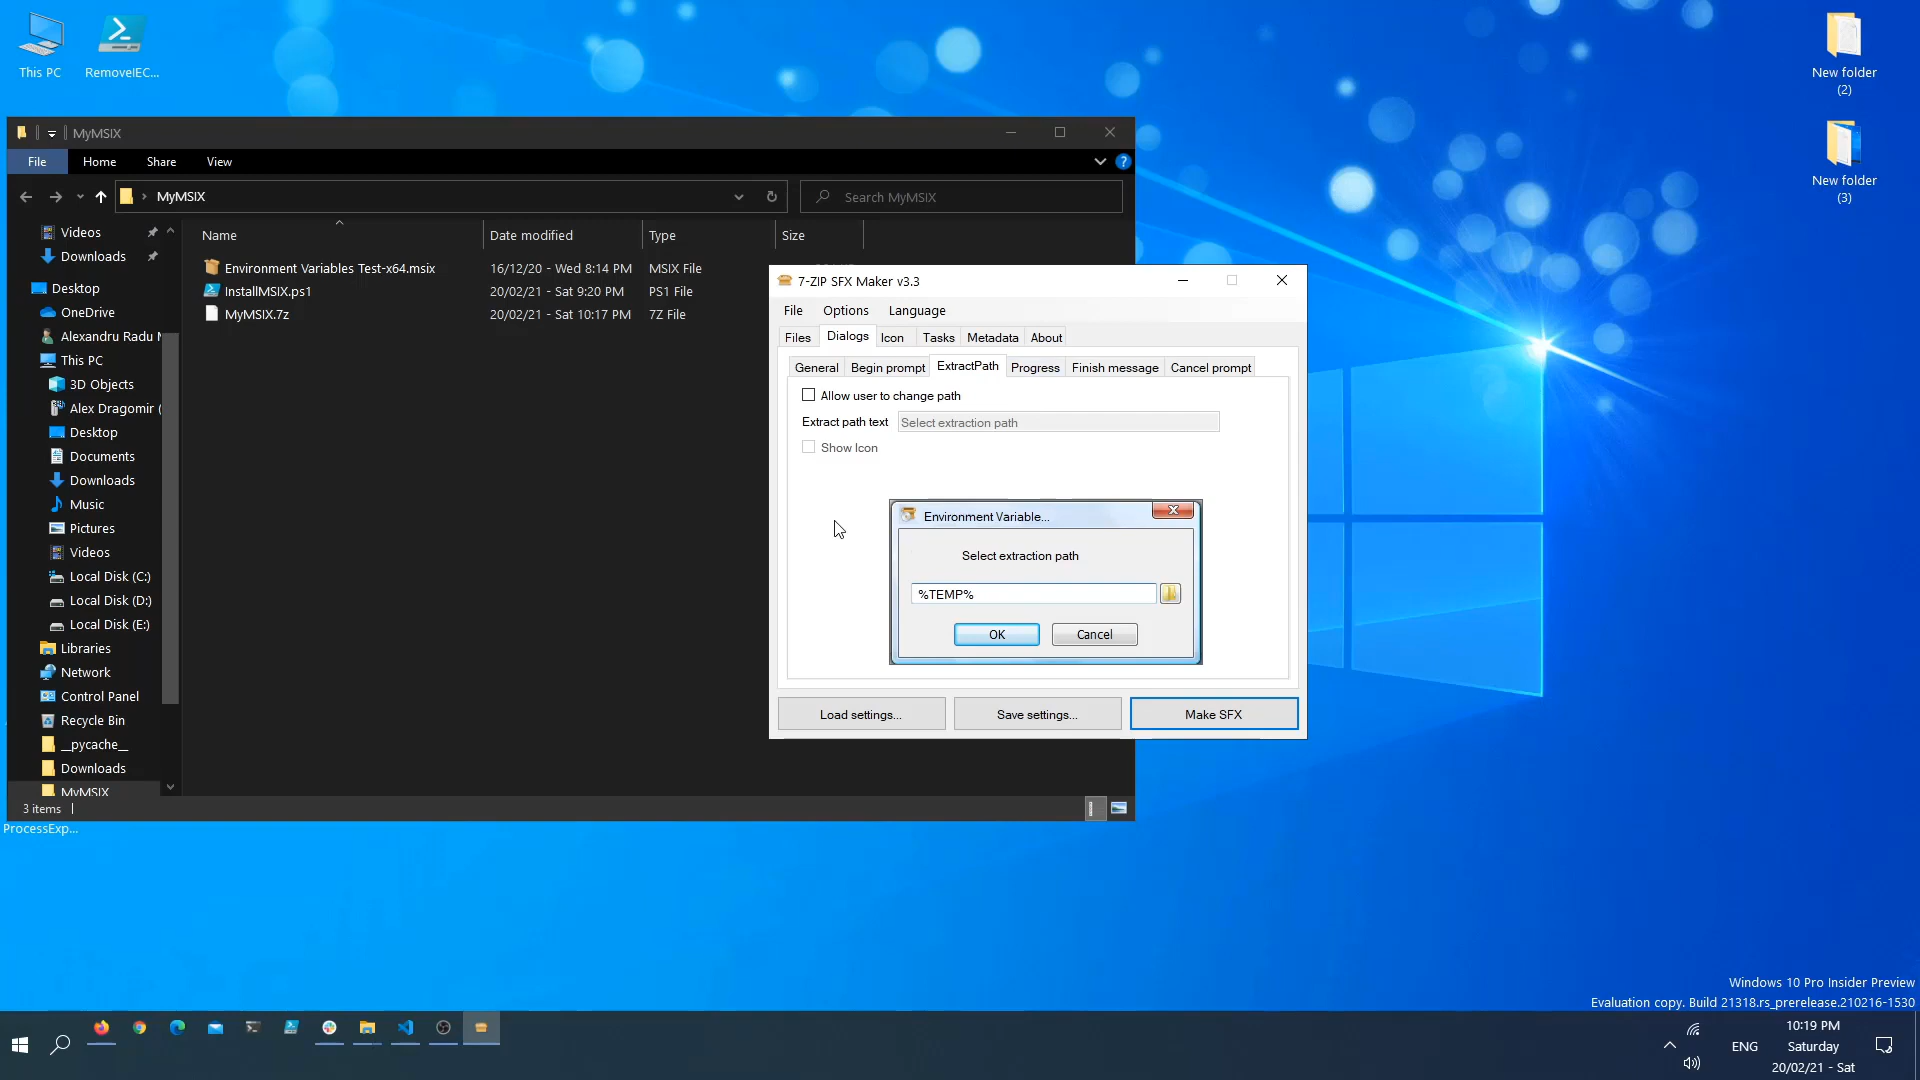 This PC
RemoveIEC...
New folder
(2)
New folder
(3)
MyMSIX
File
Home
Share
View
MyMSIX
Search MyMSIX
Name
Date modified
Type
Size
Environment Variables Test-x64.msix
16/12/20 - Wed 8:14 PM
MSIX File
InstallMSIX.ps1
20/02/21 - Sat 9:20 PM
PS1 File
MyMSIX.7z
20/02/21 - Sat 10:17 PM
7Z File
Videos
Downloads
Desktop
OneDrive
Alexandru Radu
This PC
3D Objects
Alex Dragomir (
Desktop
Documents
Downloads
Music
Pictures
Videos
Local Disk (C:)
Local Disk (D:)
Local Disk (E:)
Libraries
Network
Control Panel
Recycle Bin
__pycache__
Downloads
MyMSIX
3 items
ProcessExp...
7-ZIP SFX Maker v3.3
File
Options
Language
Files
Dialogs
Icon
Tasks
Metadata
About
General
Begin prompt
ExtractPath
Progress
Finish message
Cancel prompt
Allow user to change path
Extract path text
Select extraction path
Show Icon
Environment Variable...
Select extraction path
%TEMP%
OK
Cancel
Load settings...
Save settings...
Make SFX
Windows 10 Pro Insider Preview
Evaluation copy. Build 21318.rs_prerelease.210216-1530
ENG
10:19 PM
Saturday
20/02/21 - Sat